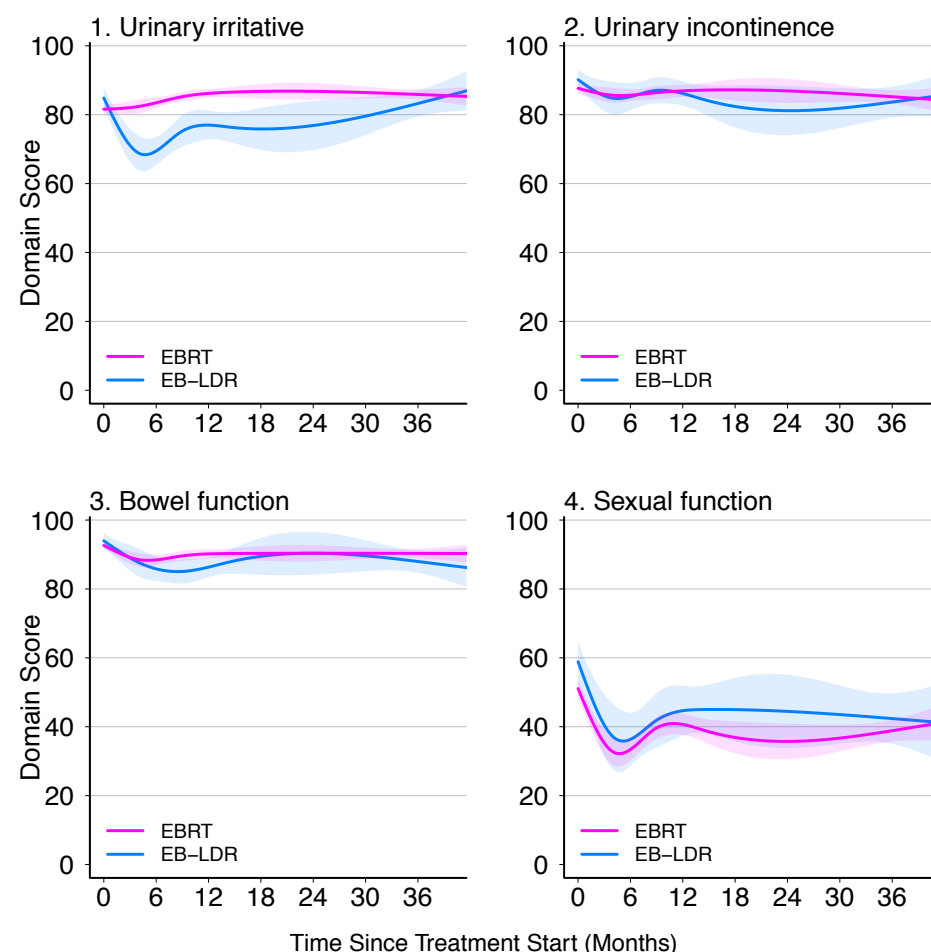 1. Urinary irritative
2. Urinary incontinence
100
80
60
40
20
0
Domain Score
EBRT
EB−LDR
0 6 12 18 24 30 36
100
80
60
40
20
0
EBRT
EB−LDR
0 6 12 18 24 30 36
3. Bowel function
4. Sexual function
100
80
60
40
20
0
Domain Score
EBRT
EB−LDR
0 6 12 18 24 30 36
100
80
60
40
20
0
EBRT
EB−LDR
0 6 12 18 24 30 36
Time Since Treatment Start (Months)